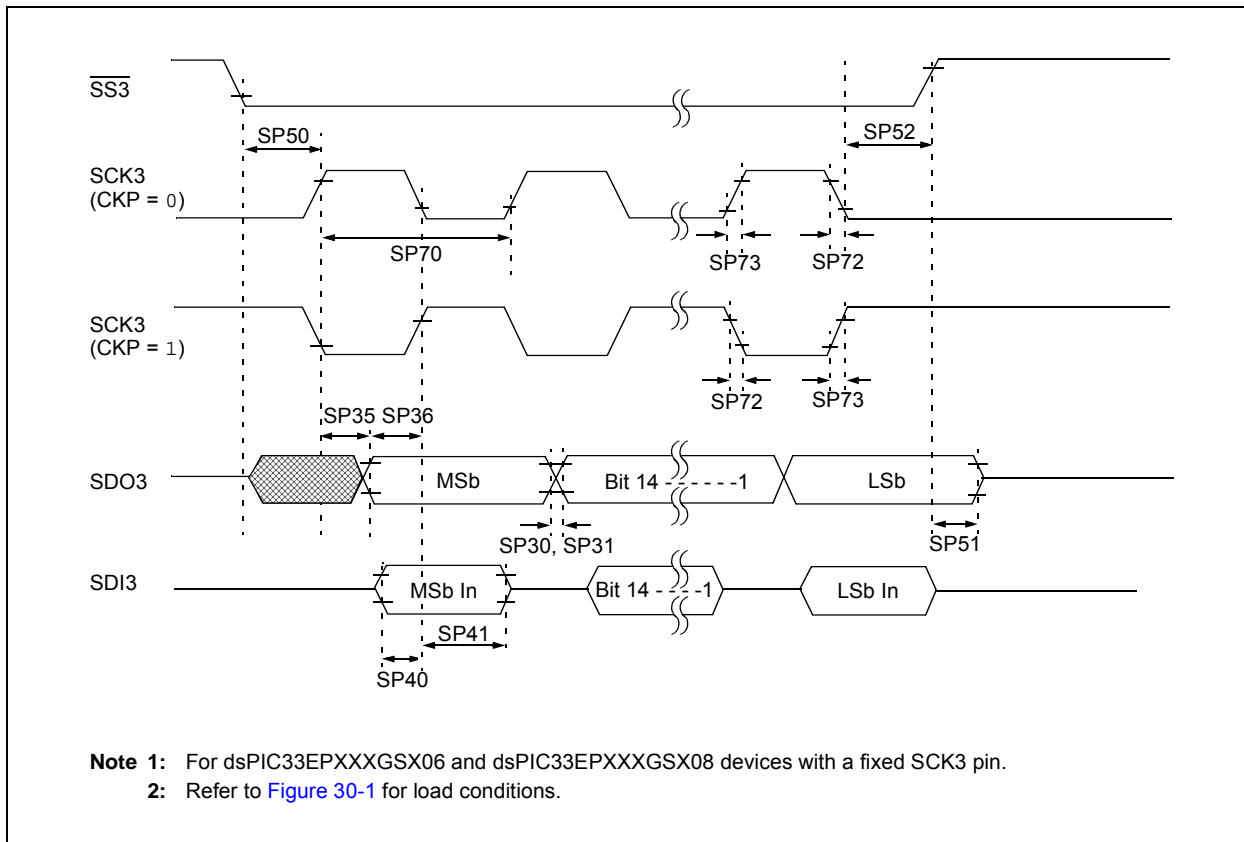 SS3
SP50
SP52
SCK3
(CKP = 0)
SP70
SP73
SP72
SCK3
(CKP = 1)
SP72
SP73
SP35
SP36
SDO3
MSb
Bit 14 - - - - - -1
LSb
SP30, SP31
SP51
SDI3
MSb In
Bit 14 - - - -1
LSb In
SP41
SP40
Note 1: For dsPIC33EPXXXGSX06 and dsPIC33EPXXXGSX08 devices with a fixed SCK3 pin.
2: Refer to Figure 30-1 for load conditions.